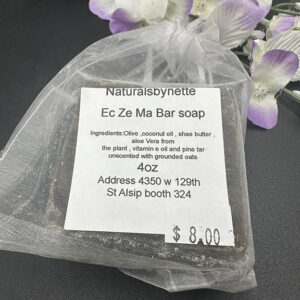 Naturalsbynette
Ec Ze Ma Bar soap
Ingredients:Olive ,coconut oil , shae butter ,
aloe Vera from
the plant , vitamin e oil and pine tar
unscented with grounded oats
4oz
Address 4350 w 129th
St Alsip booth 324
$ 8.00